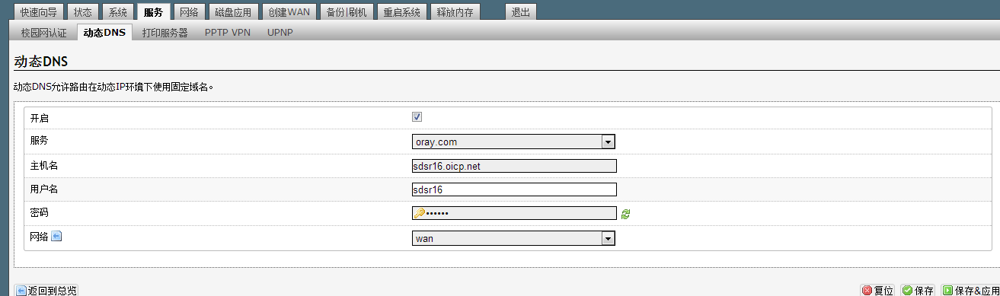 快速向导 状态 系统 服务 网络 磁盘应用 创建WAN 备份|刷机 重启系统 释放内存 退出
校园网认证 动态DNS 打印服务器 PPTP VPN UPNP
动态DNS
动态DNS允许路由在动态IP环境下使用固定域名。
开启
服务 oray.com
主机名 sdsr16.oicp.net
用户名 sdsr16
密码 ••••••
网络 wan
返回到总览 复位 保存 保存&应用